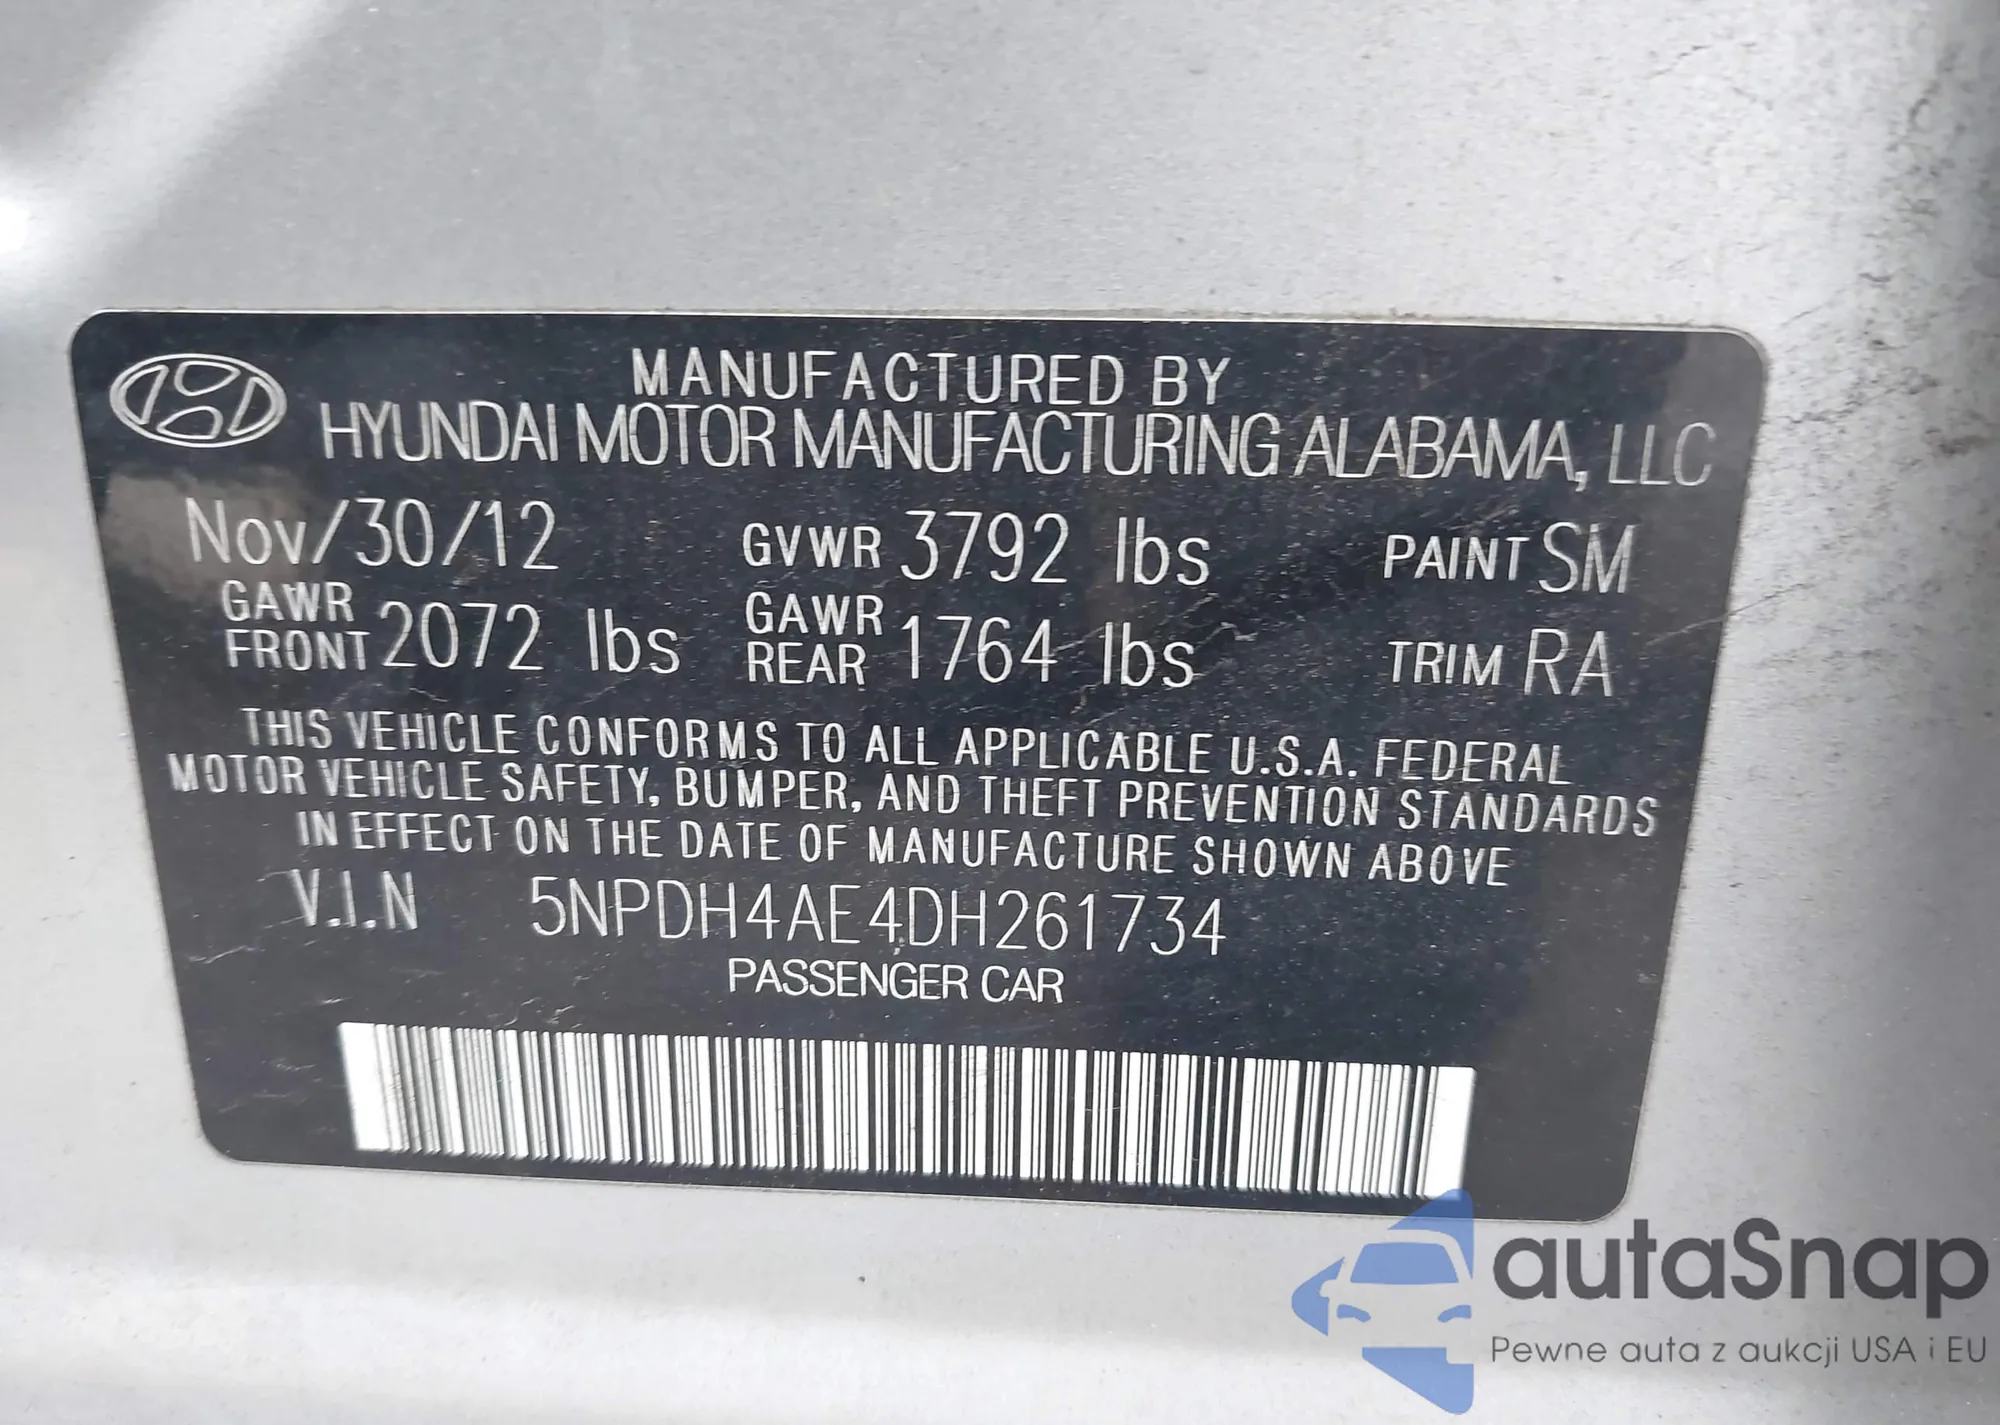 MANUFACTURED BY
HYUNDAI MOTOR MANUFACTURING ALABAMA, LLC
Nov/30/12 GVWR 3792 lbs PAINT SM
GAWR FRONT 2072 lbs GAWR REAR 1764 lbs TRIM RA
THIS VEHICLE CONFORMS TO ALL APPLICABLE U.S.A. FEDERAL
MOTOR VEHICLE SAFETY, BUMPER, AND THEFT PREVENTION STANDARDS
IN EFFECT ON THE DATE OF MANUFACTURE SHOWN ABOVE
V.I.N 5NPDH4AE4DH261734
PASSENGER CAR
autaSnap
Pewne auta z aukcji USA i EU